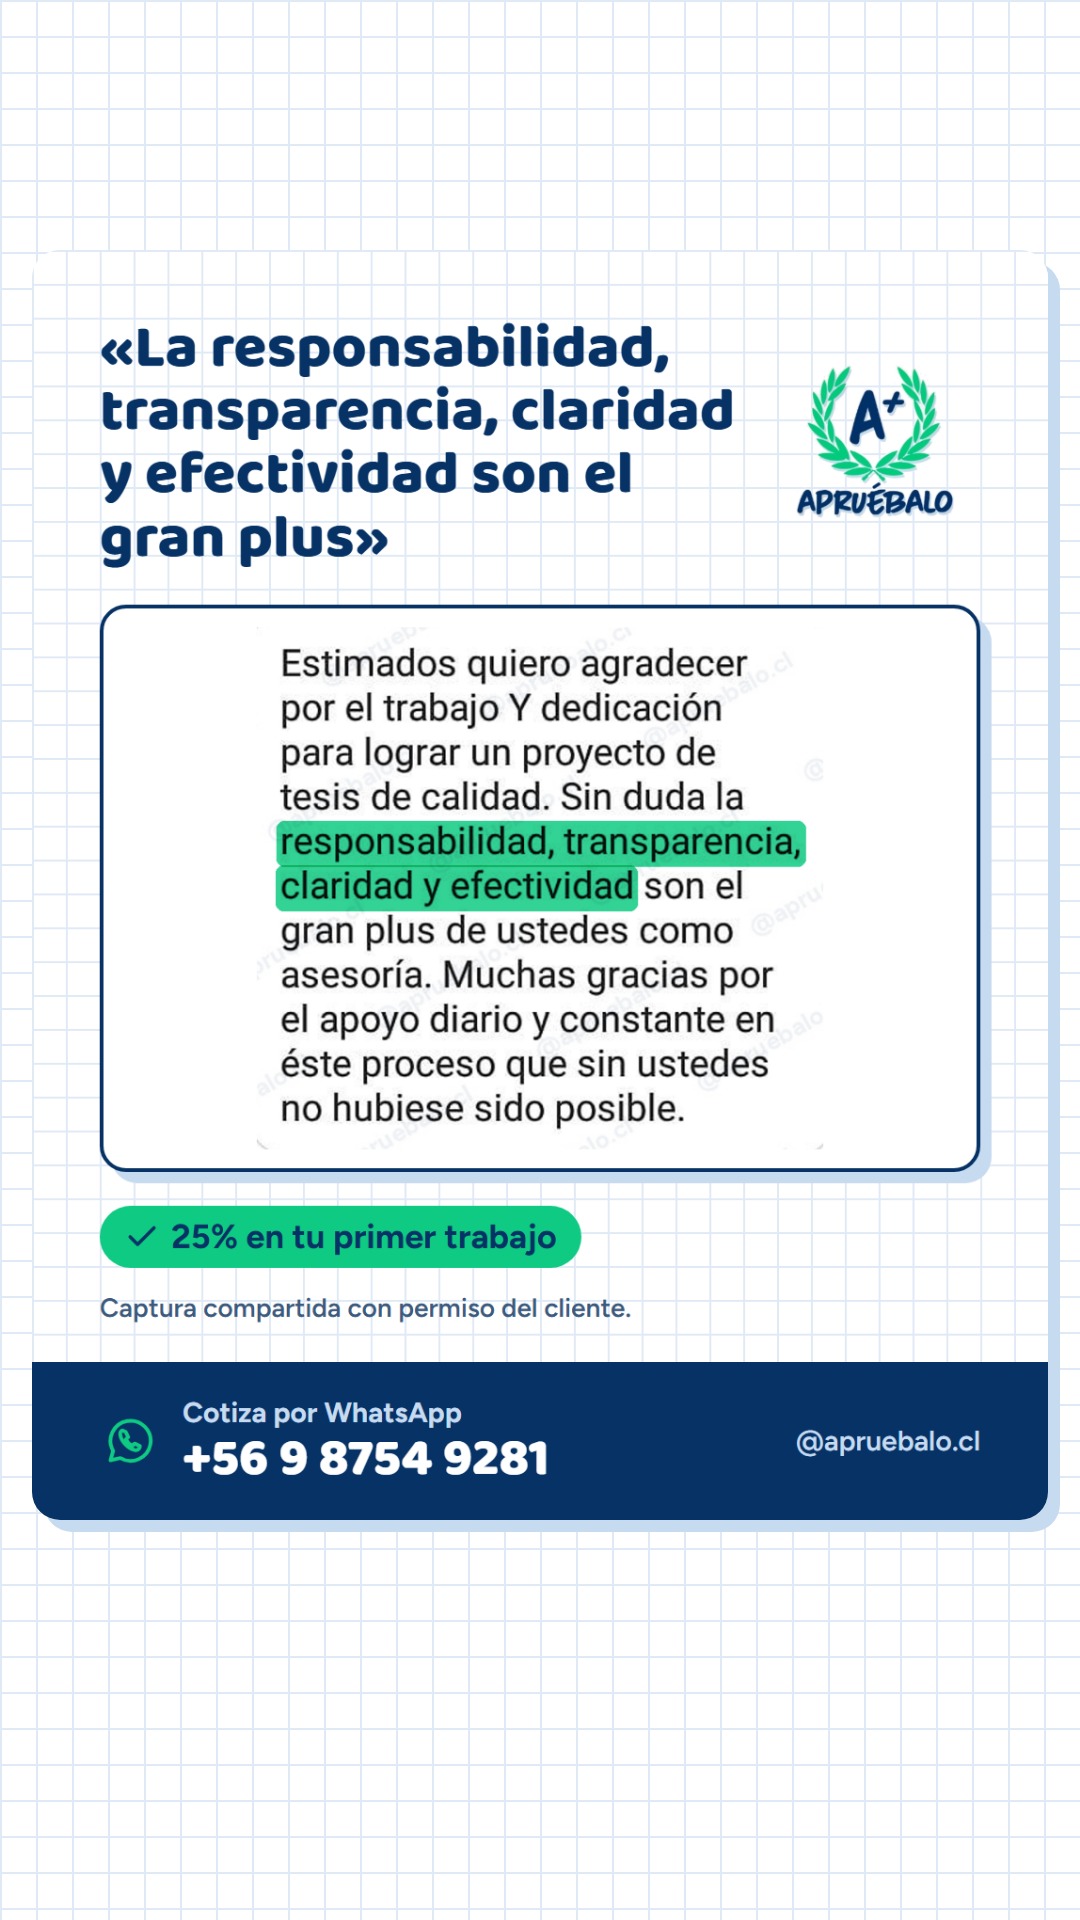 «La responsabilidad,
transparencia, claridad
y efectividad son el
gran plus»
A+
APRUÉBALO
Estimados quiero agradecer
por el trabajo Y dedicación
para lograr un proyecto de
tesis de calidad. Sin duda la
responsabilidad, transparencia,
claridad y efectividad son el
gran plus de ustedes como
asesoría. Muchas gracias por
el apoyo diario y constante en
éste proceso que sin ustedes
no hubiese sido posible.
25% en tu primer trabajo
Captura compartida con permiso del cliente.
Cotiza por WhatsApp
+56 9 8754 9281
@apruebalo.cl